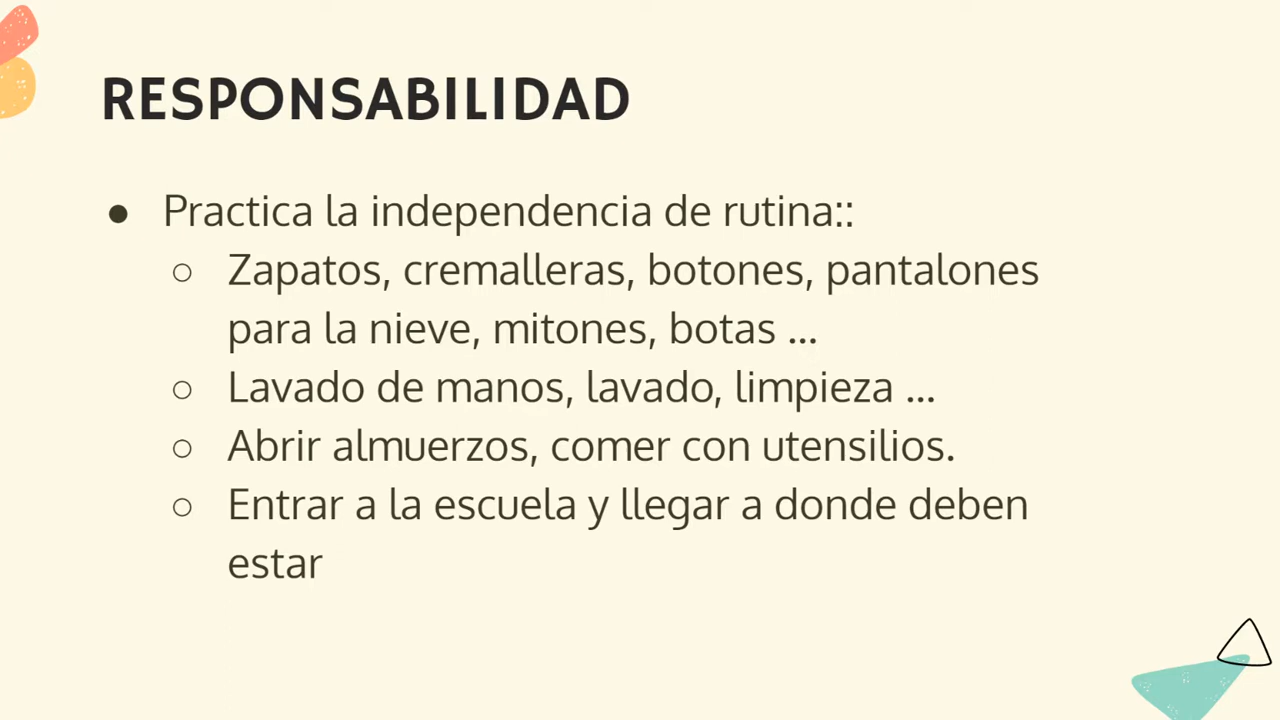 RESPONSABILIDAD
● Practica la independencia de rutina::
○ Zapatos, cremalleras, botones, pantalones
para la nieve, mitones, botas ...
○ Lavado de manos, lavado, limpieza ...
○ Abrir almuerzos, comer con utensilios.
○ Entrar a la escuela y llegar a donde deben
estar